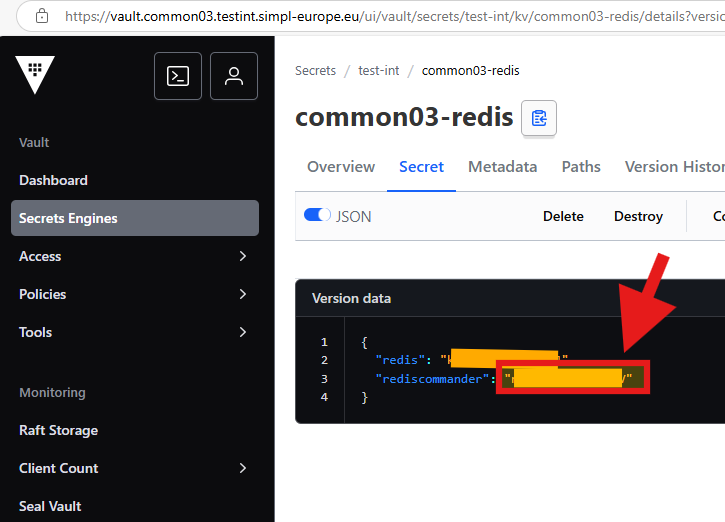 https://vault.common03.testint.simpl-europe.eu/ui/vault/secrets/test-int/kv/common03-redis/details?versio
Secrets / test-int / common03-redis
common03-redis
Vault
Dashboard
Secrets Engines
Access
Policies
Tools
Monitoring
Raft Storage
Client Count
Seal Vault
Overview Secret Metadata Paths Version Histor
JSON Delete Destroy Co
Version data
1 {
2 "redis": "
3 "rediscommander": "
4 }